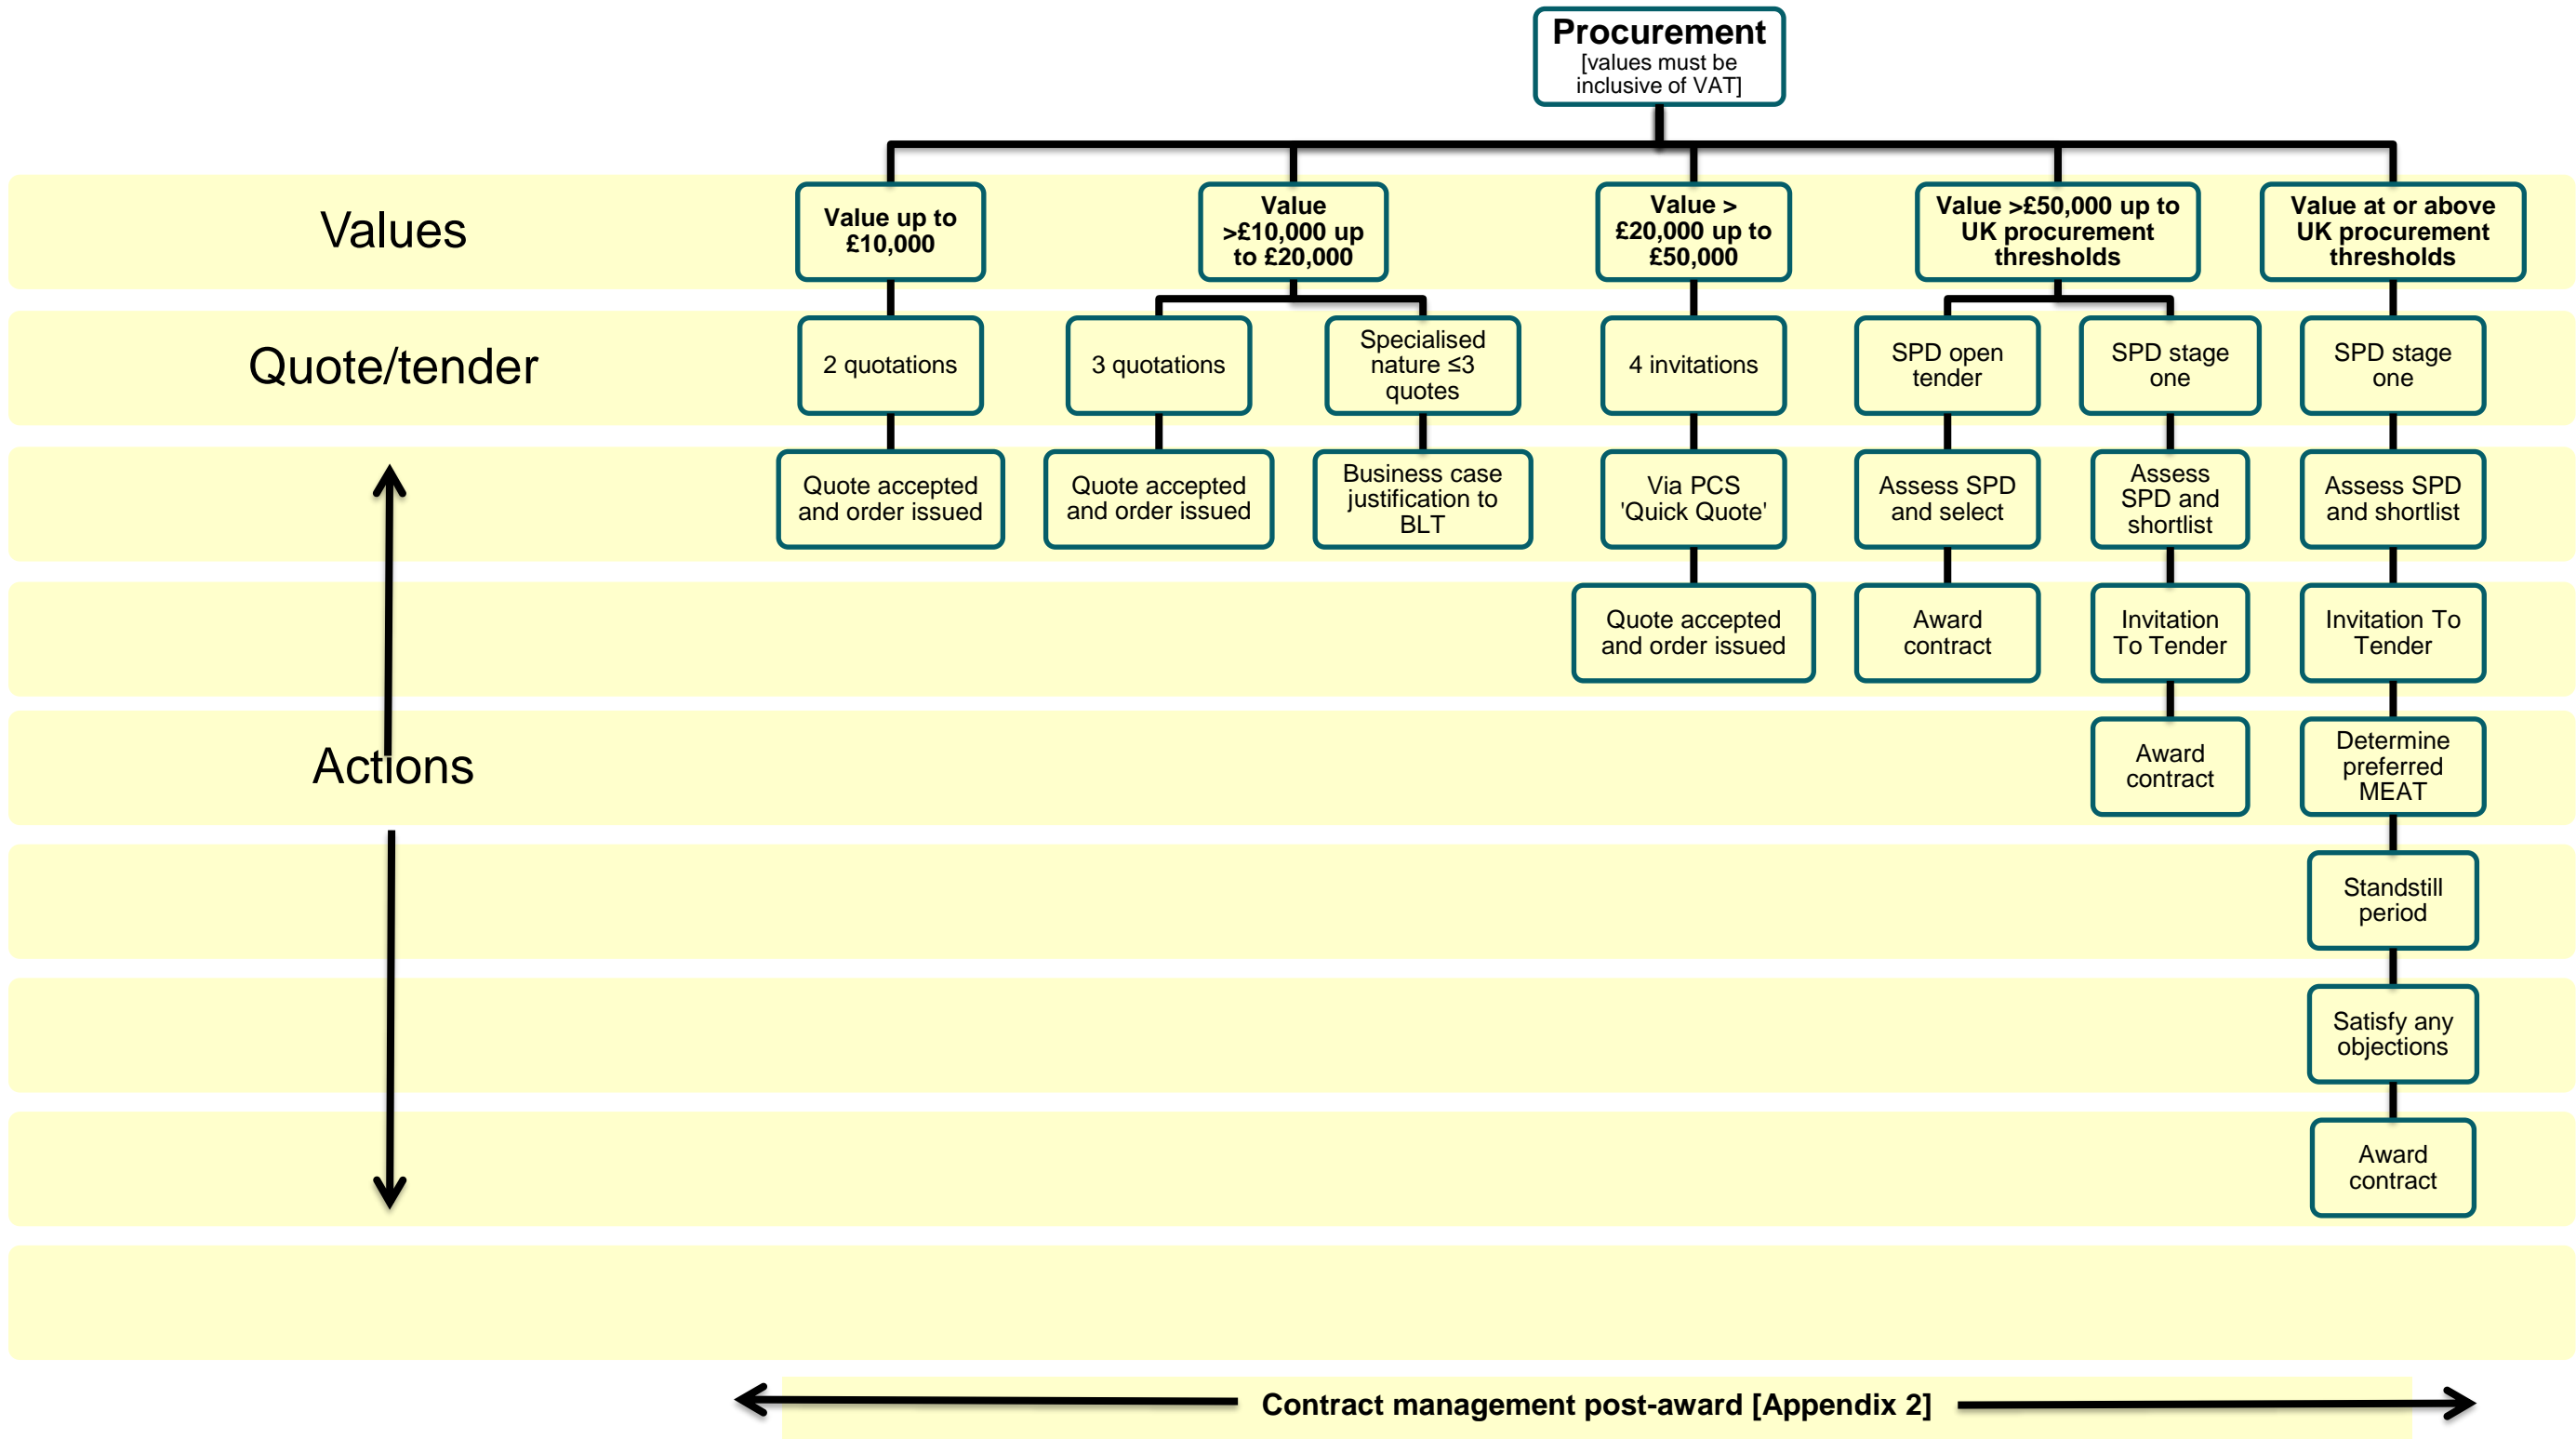 Procurement
[values must be
inclusive of VAT]
Values
Value up to
£10,000
Value
>£10,000 up
to £20,000
Value >
£20,000 up to
£50,000
Value >£50,000 up to
UK procurement
thresholds
Value at or above
UK procurement
thresholds
Quote/tender
2 quotations
3 quotations
Specialised
nature ≤3
quotes
4 invitations
SPD open
tender
SPD stage
one
SPD stage
one
Quote accepted
and order issued
Quote accepted
and order issued
Business case
justification to
BLT
Via PCS
'Quick Quote'
Assess SPD
and select
Assess
SPD and
shortlist
Assess SPD
and shortlist
Quote accepted
and order issued
Award
contract
Invitation
To Tender
Invitation To
Tender
Actions
Award
contract
Determine
preferred
MEAT
Standstill
period
Satisfy any
objections
Award
contract
Contract management post-award [Appendix 2]